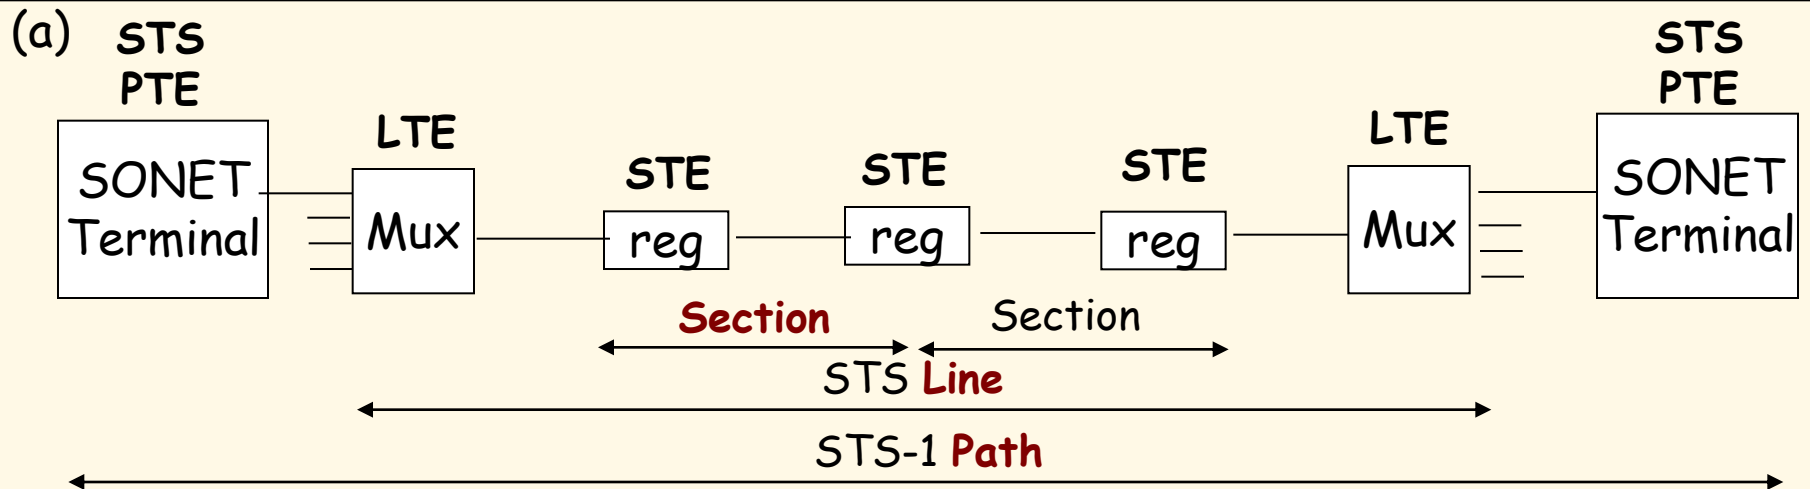 (a)
STS
PTE
STS
PTE
LTE
LTE
STE
STE
STE
SONET
Terminal
Mux
reg
reg
reg
Mux
SONET
Terminal
Section
Section
STS Line
STS-1 Path